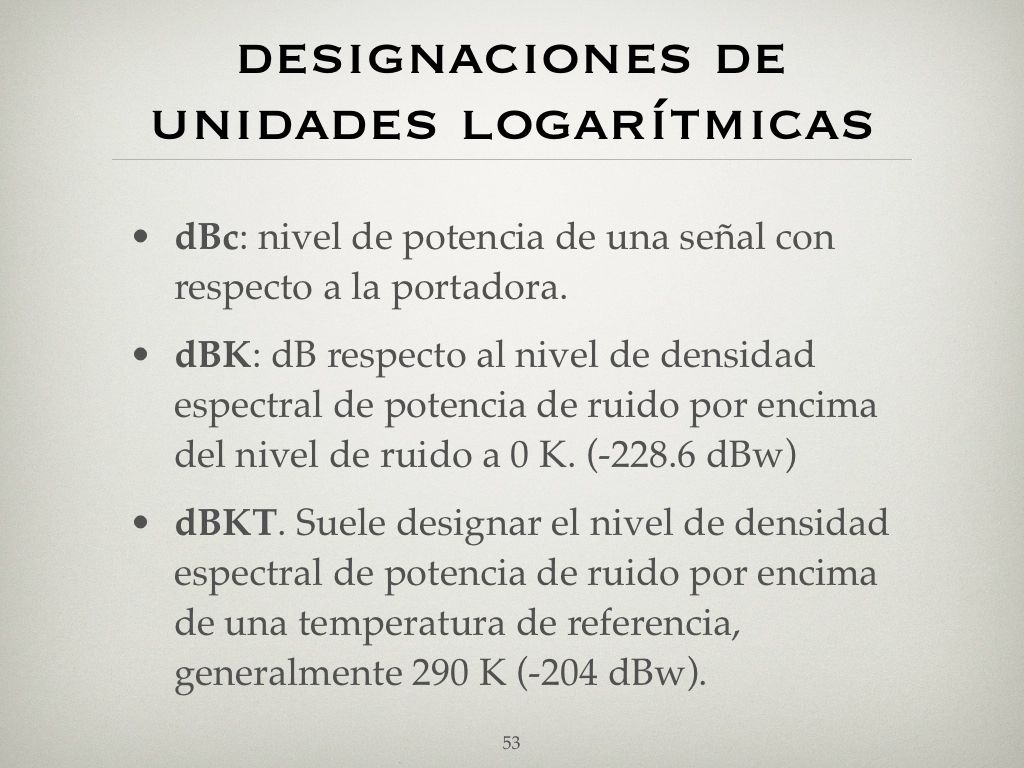 DESIGNACIONES DE
UNIDADES LOGARÍTMICAS
• dBc: nivel de potencia de una señal con
respecto a la portadora.
• dBK: dB respecto al nivel de densidad
espectral de potencia de ruido por encima
del nivel de ruido a 0 K. (-228.6 dBw)
• dBKT. Suele designar el nivel de densidad
espectral de potencia de ruido por encima
de una temperatura de referencia,
generalmente 290 K (-204 dBw).
53